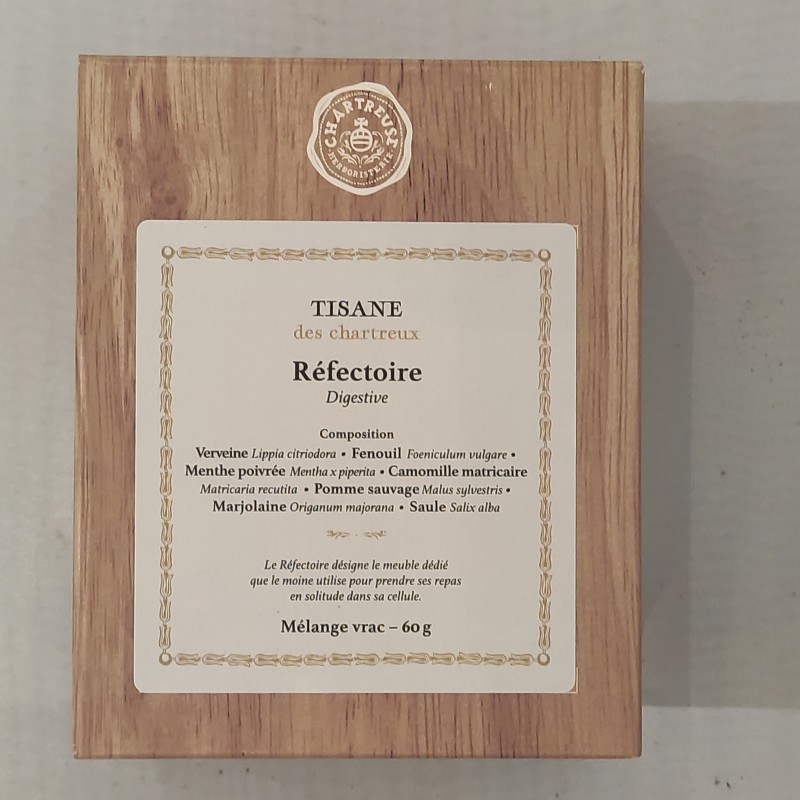 CHARTREUSE
HERBORISTERIE
TISANE
des chartreux
Réfectoire
Digestive
Composition
Verveine Lippia citriodora • Fenouil Foeniculum vulgare •
Menthe poivrée Mentha x piperita • Camomille matricaire
Matricaria recutita • Pomme sauvage Malus sylvestris •
Marjolaine Origanum majorana • Saule Salix alba
Le Réfectoire désigne le meuble dédié
que le moine utilise pour prendre ses repas
en solitude dans sa cellule.
Mélange vrac – 60 g